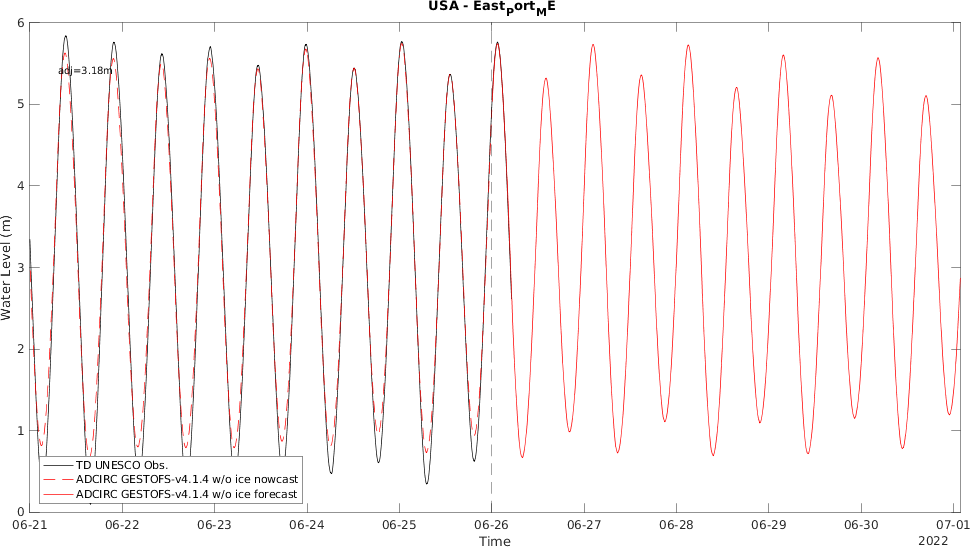 USA - EastPortME
6
adj=3.18m
5
4
3
2
1
0
Water Level (m)
TD UNESCO Obs.
ADCIRC GESTOFS-v4.1.4 w/o ice nowcast
ADCIRC GESTOFS-v4.1.4 w/o ice forecast
06-21 06-22 06-23 06-24 06-25 06-26 06-27 06-28 06-29 06-30 07-01
Time
2022